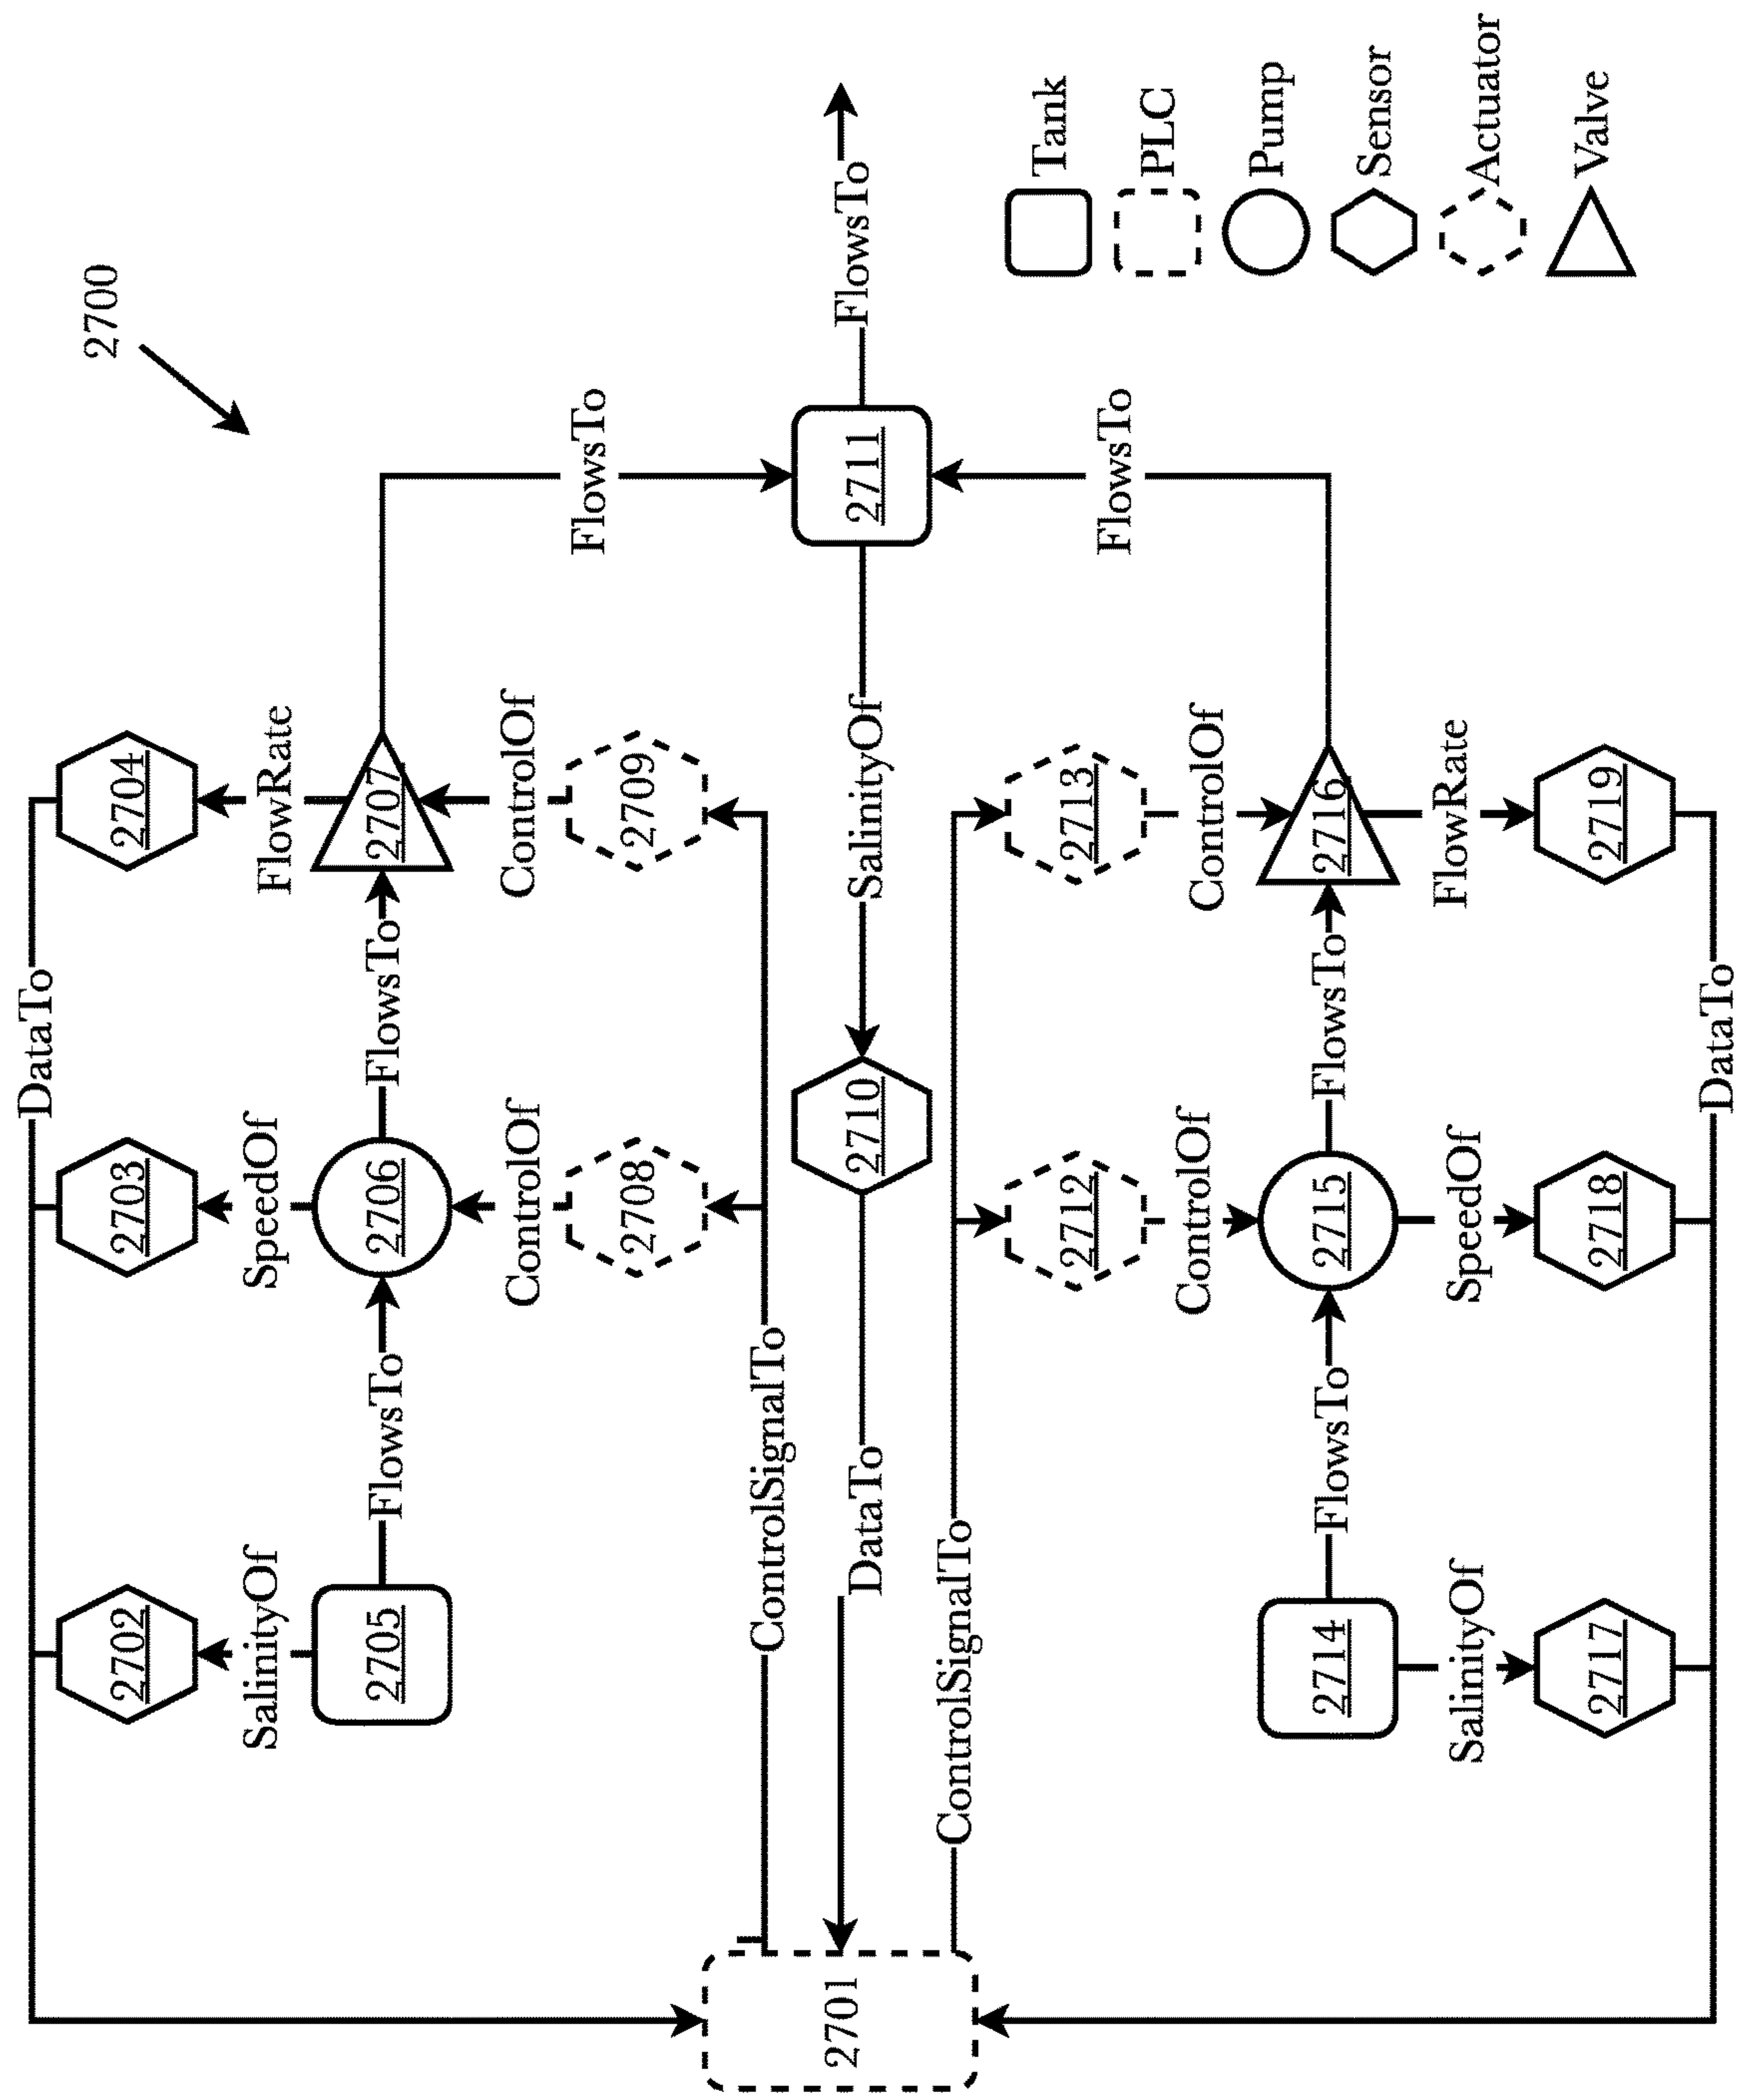 DataTo
2700
2702
2703
2704
SalinityOf
SpeedOf
FlowRate
2705
FlowsTo
2706
FlowsTo
2707
ControlOf
ControlOf
FlowsTo
2708
2709
ControlSignalTo
2701
DataTo
2710
SalinityOf
2711
FlowsTo
ControlSignalTo
2712
2713
FlowsTo
ControlOf
ControlOf
2714
FlowsTo
2715
FlowsTo
2716
SalinityOf
SpeedOf
FlowRate
2717
2718
2719
DataTo
Tank
PLC
Pump
Sensor
Actuator
Valve